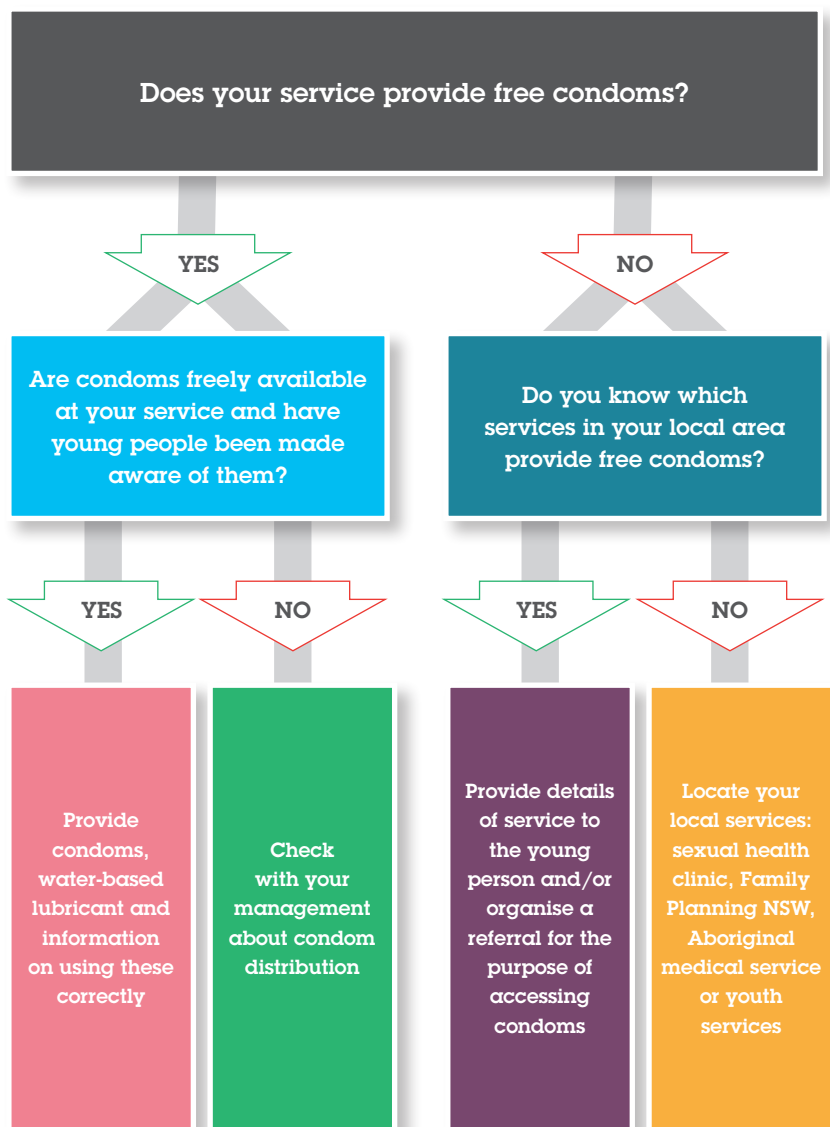 Does your service provide free condoms?
YES
NO
Are condoms freely available
at your service and have
young people been made
aware of them?
Do you know which
services in your local area
provide free condoms?
YES
NO
YES
NO
Provide
condoms,
water-based
lubricant and
information
on using these
correctly
Check
with your
management
about condom
distribution
Provide details
of service to
the young
person and/or
organise a
referral for the
purpose of
accessing
condoms
Locate your
local services:
sexual health
clinic, Family
Planning NSW,
Aboriginal
medical service
or youth
services